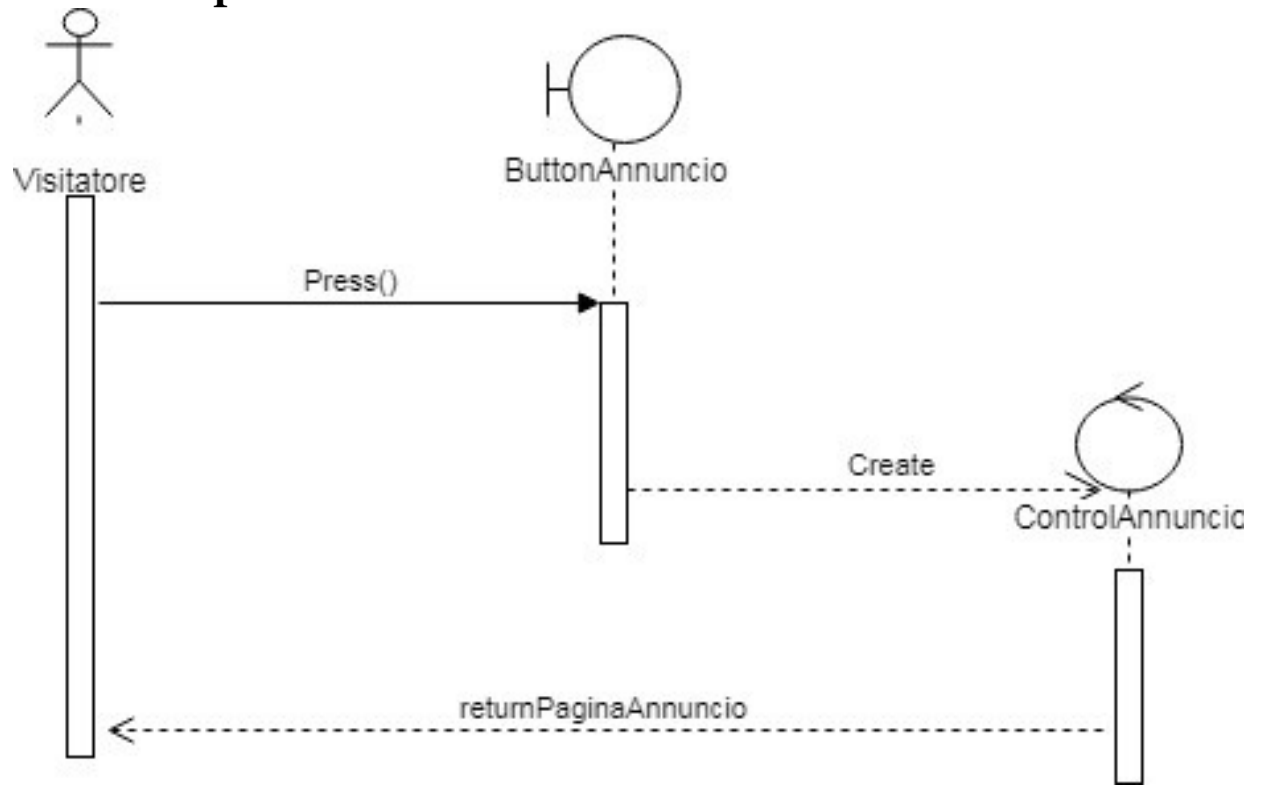 Visitatore
ButtonAnnuncio
Press()
Create
ControlAnnuncio
returnPaginaAnnuncio